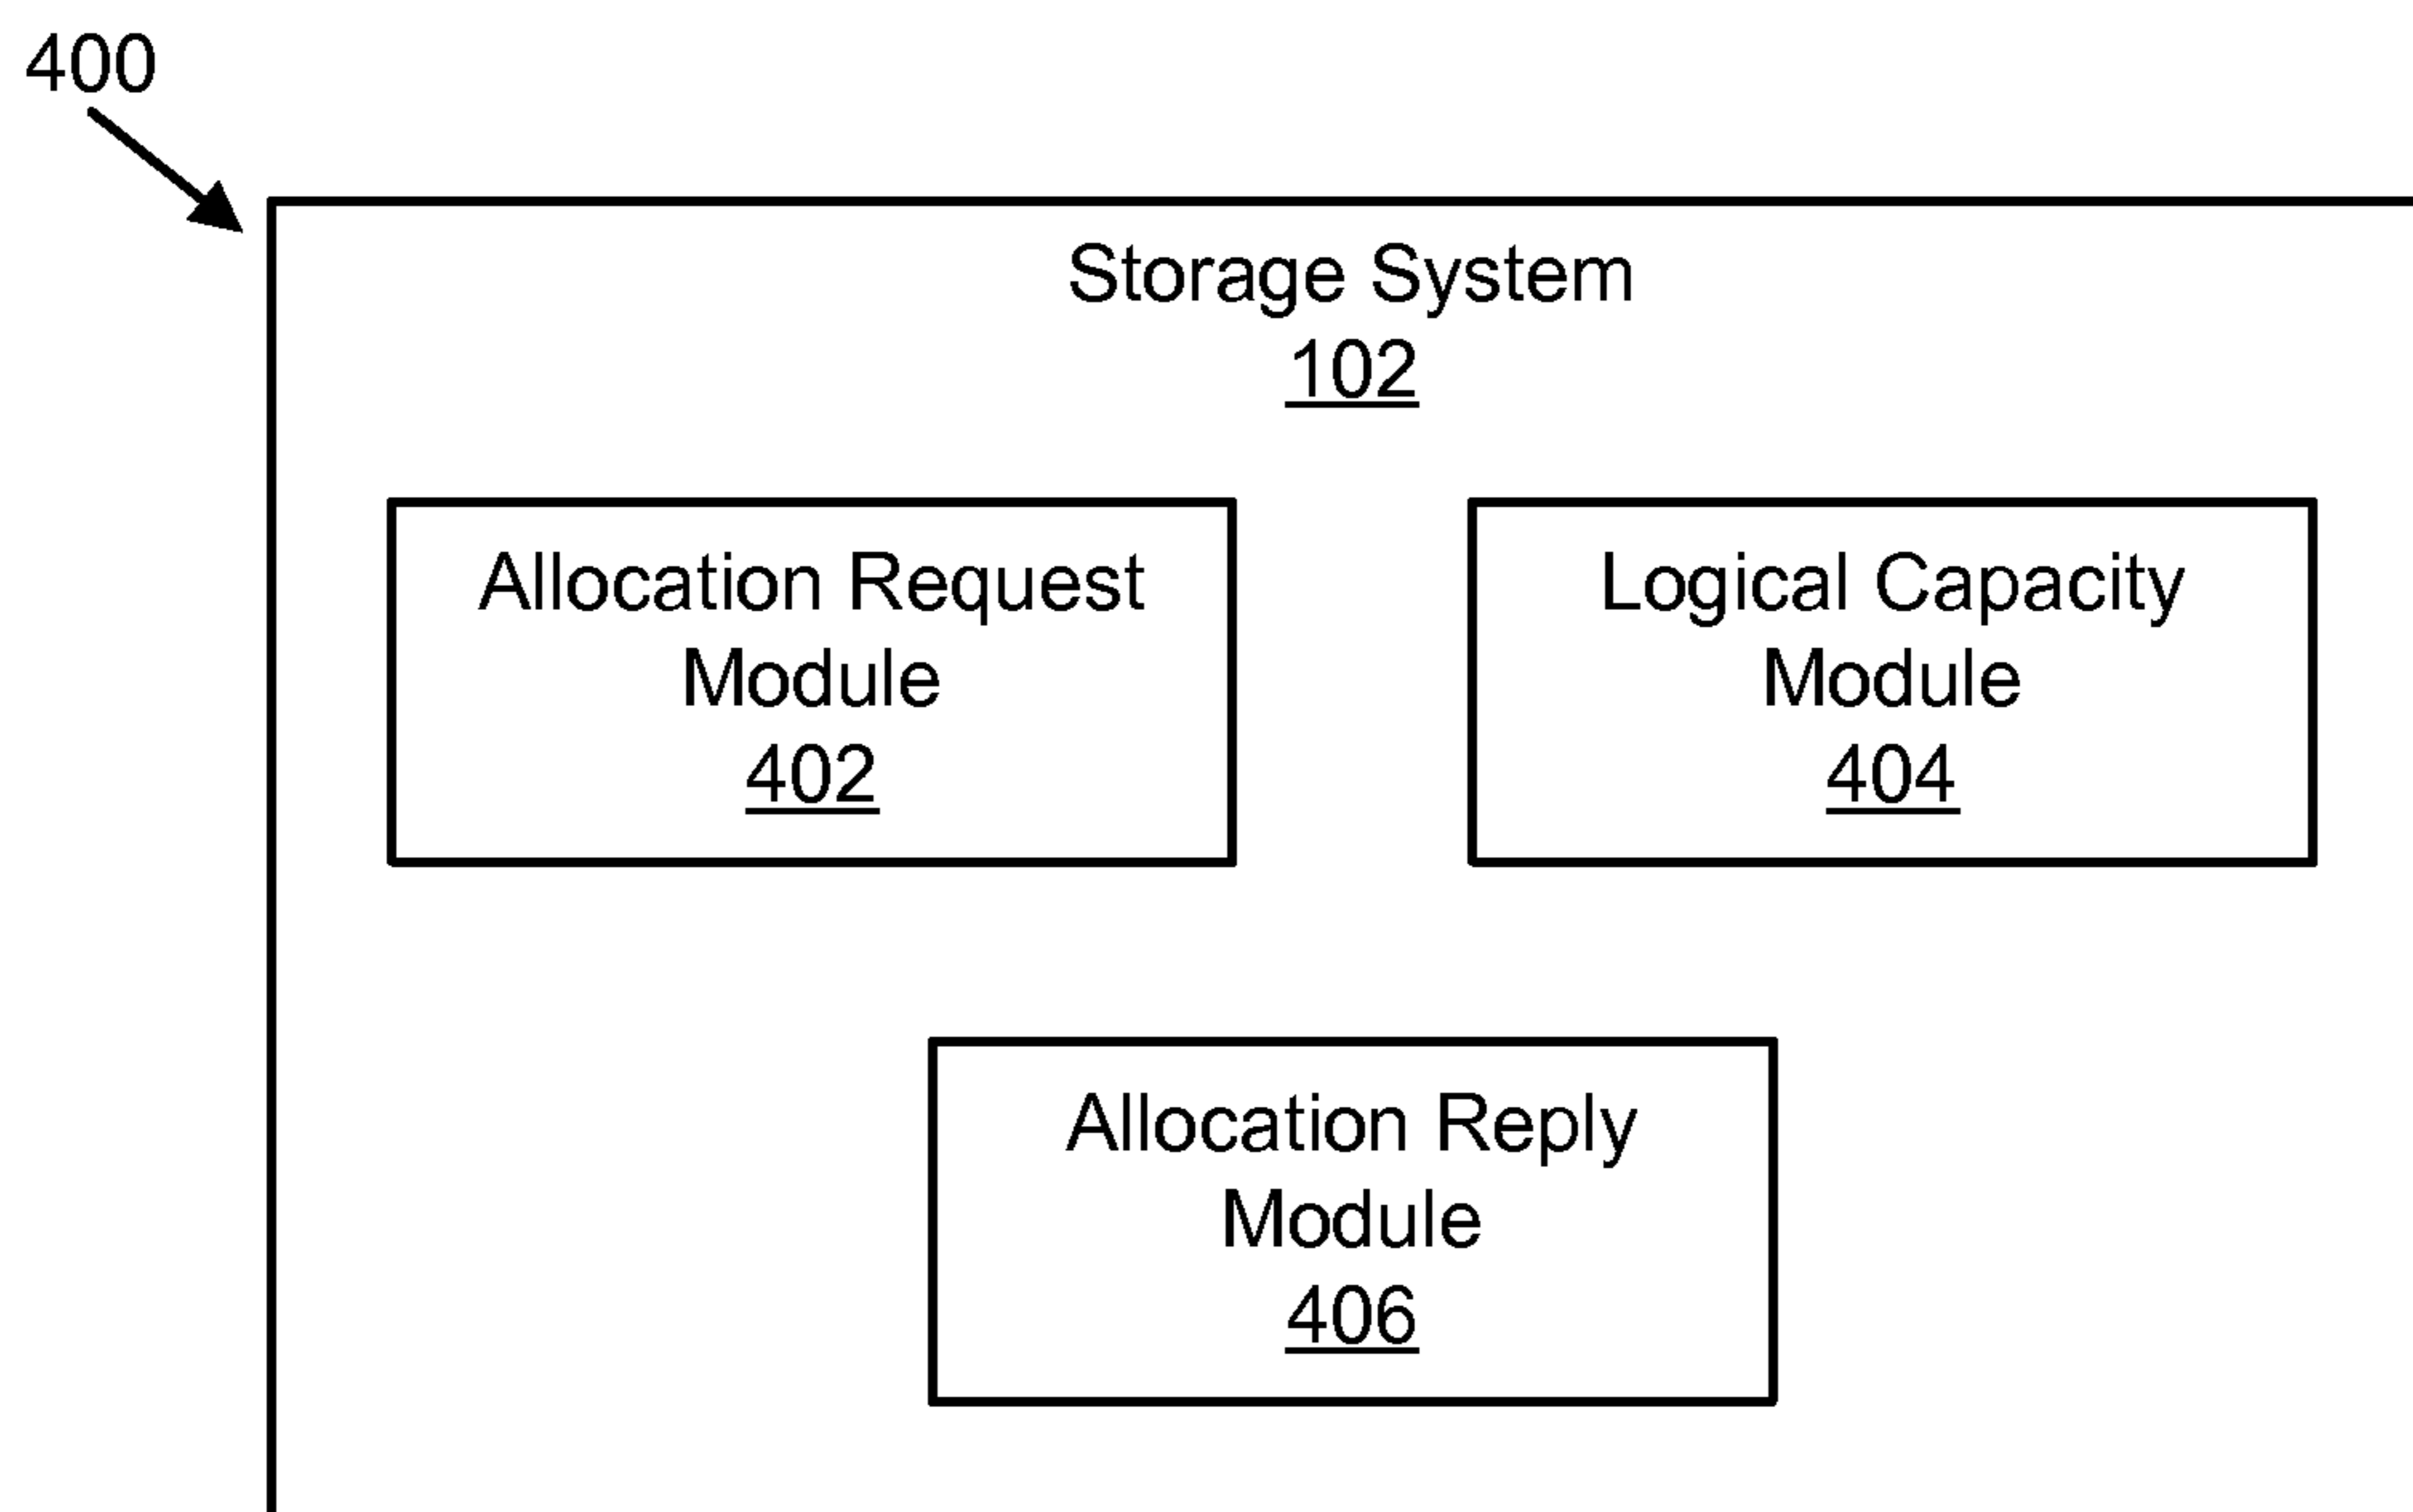 400
Storage System
102
Allocation Request
Module
402
Logical Capacity
Module
404
Allocation Reply
Module
406